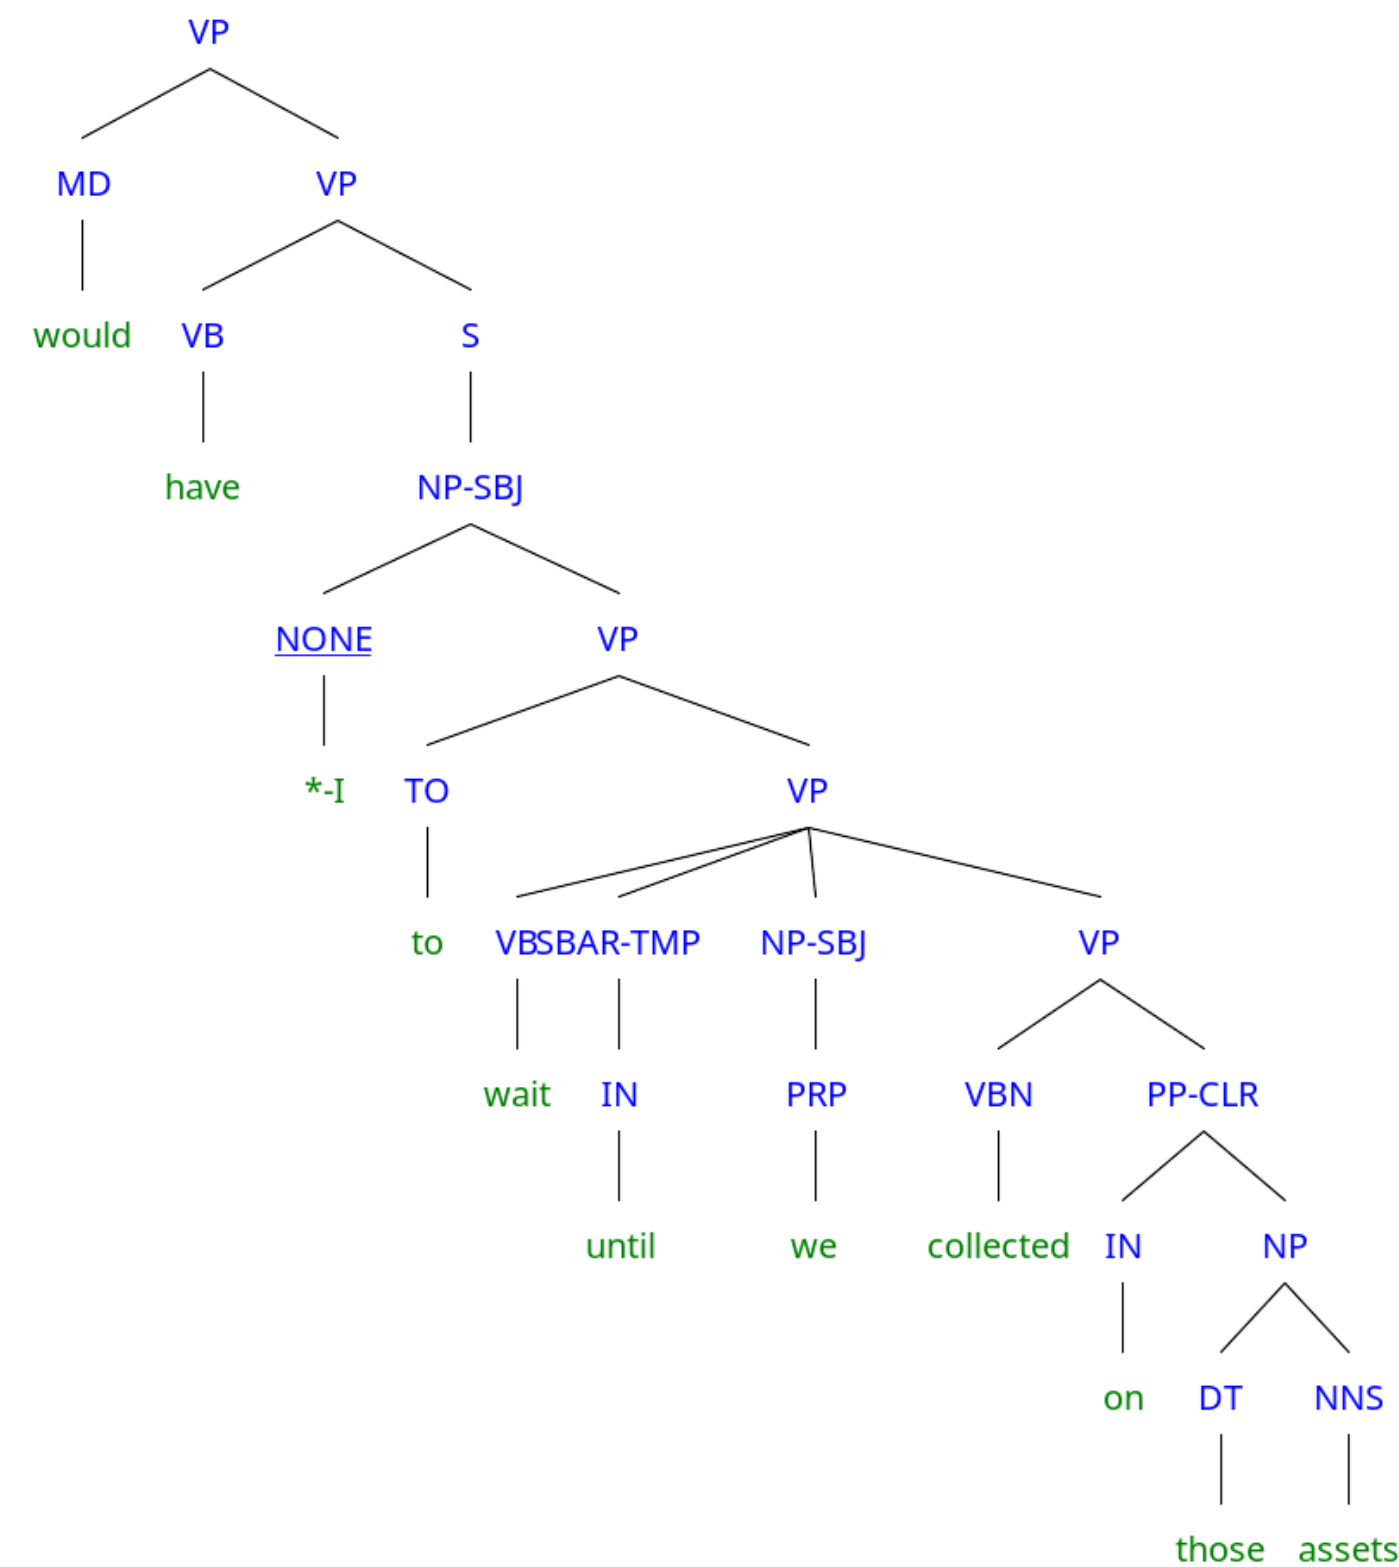 VP
MD VP
would VB S
have NP-SBJ
NONE VP
*-I TO VP
to VB SBAR-TMP NP-SBJ VP
wait IN PRP VBN PP-CLR
until we collected IN NP
on DT NNS
those assets